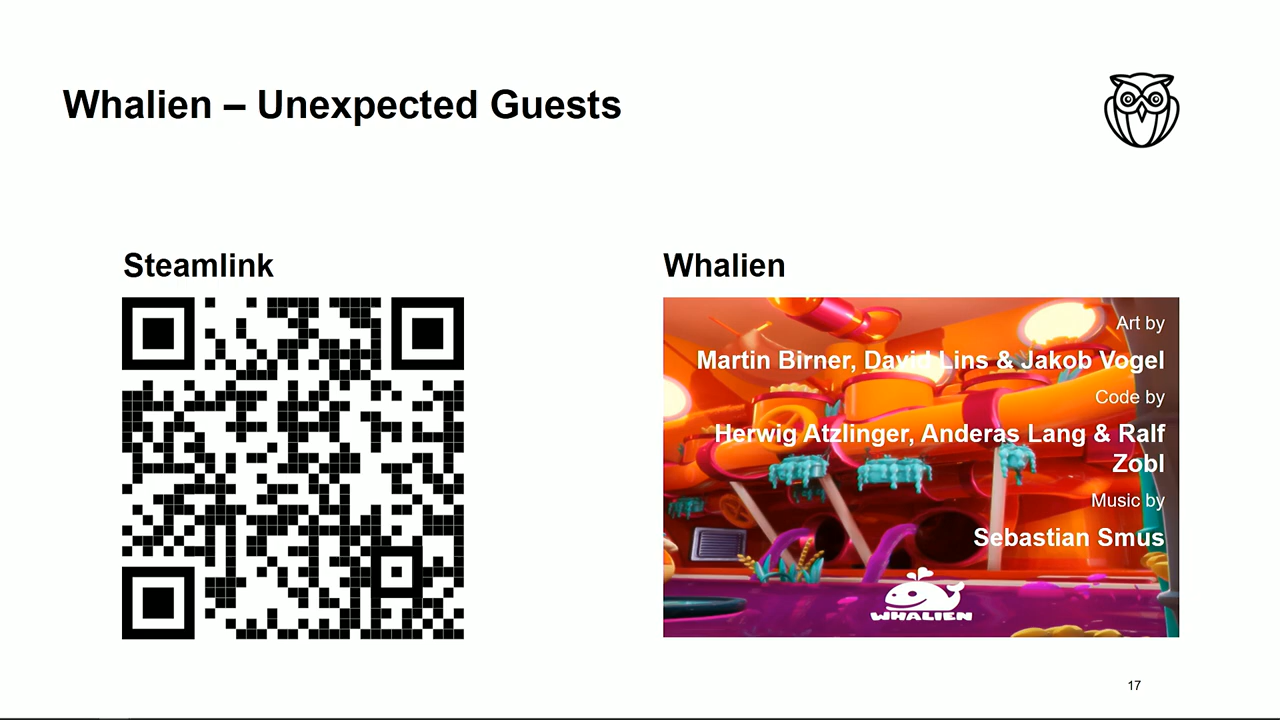 Whalien – Unexpected Guests
Steamlink
Whalien
Art by
Martin Birner, David Lins & Jakob Vogel
Code by
Herwig Atzlinger, Anderas Lang & Ralf
Zobl
Music by
Sebastian Smus
WHALIEN
17